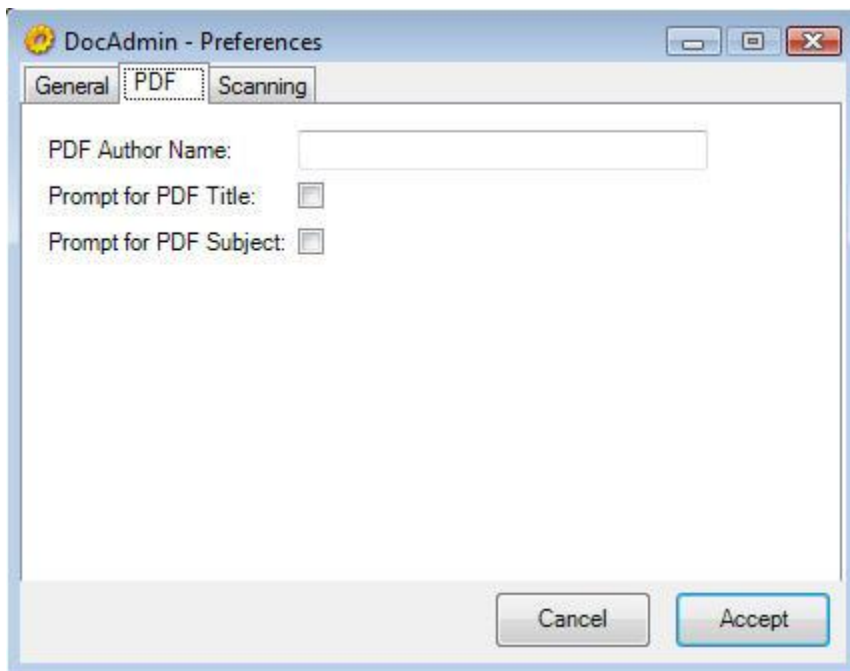 DocAdmin - Preferences
General PDF Scanning
PDF Author Name:
Prompt for PDF Title:
Prompt for PDF Subject:
Cancel Accept